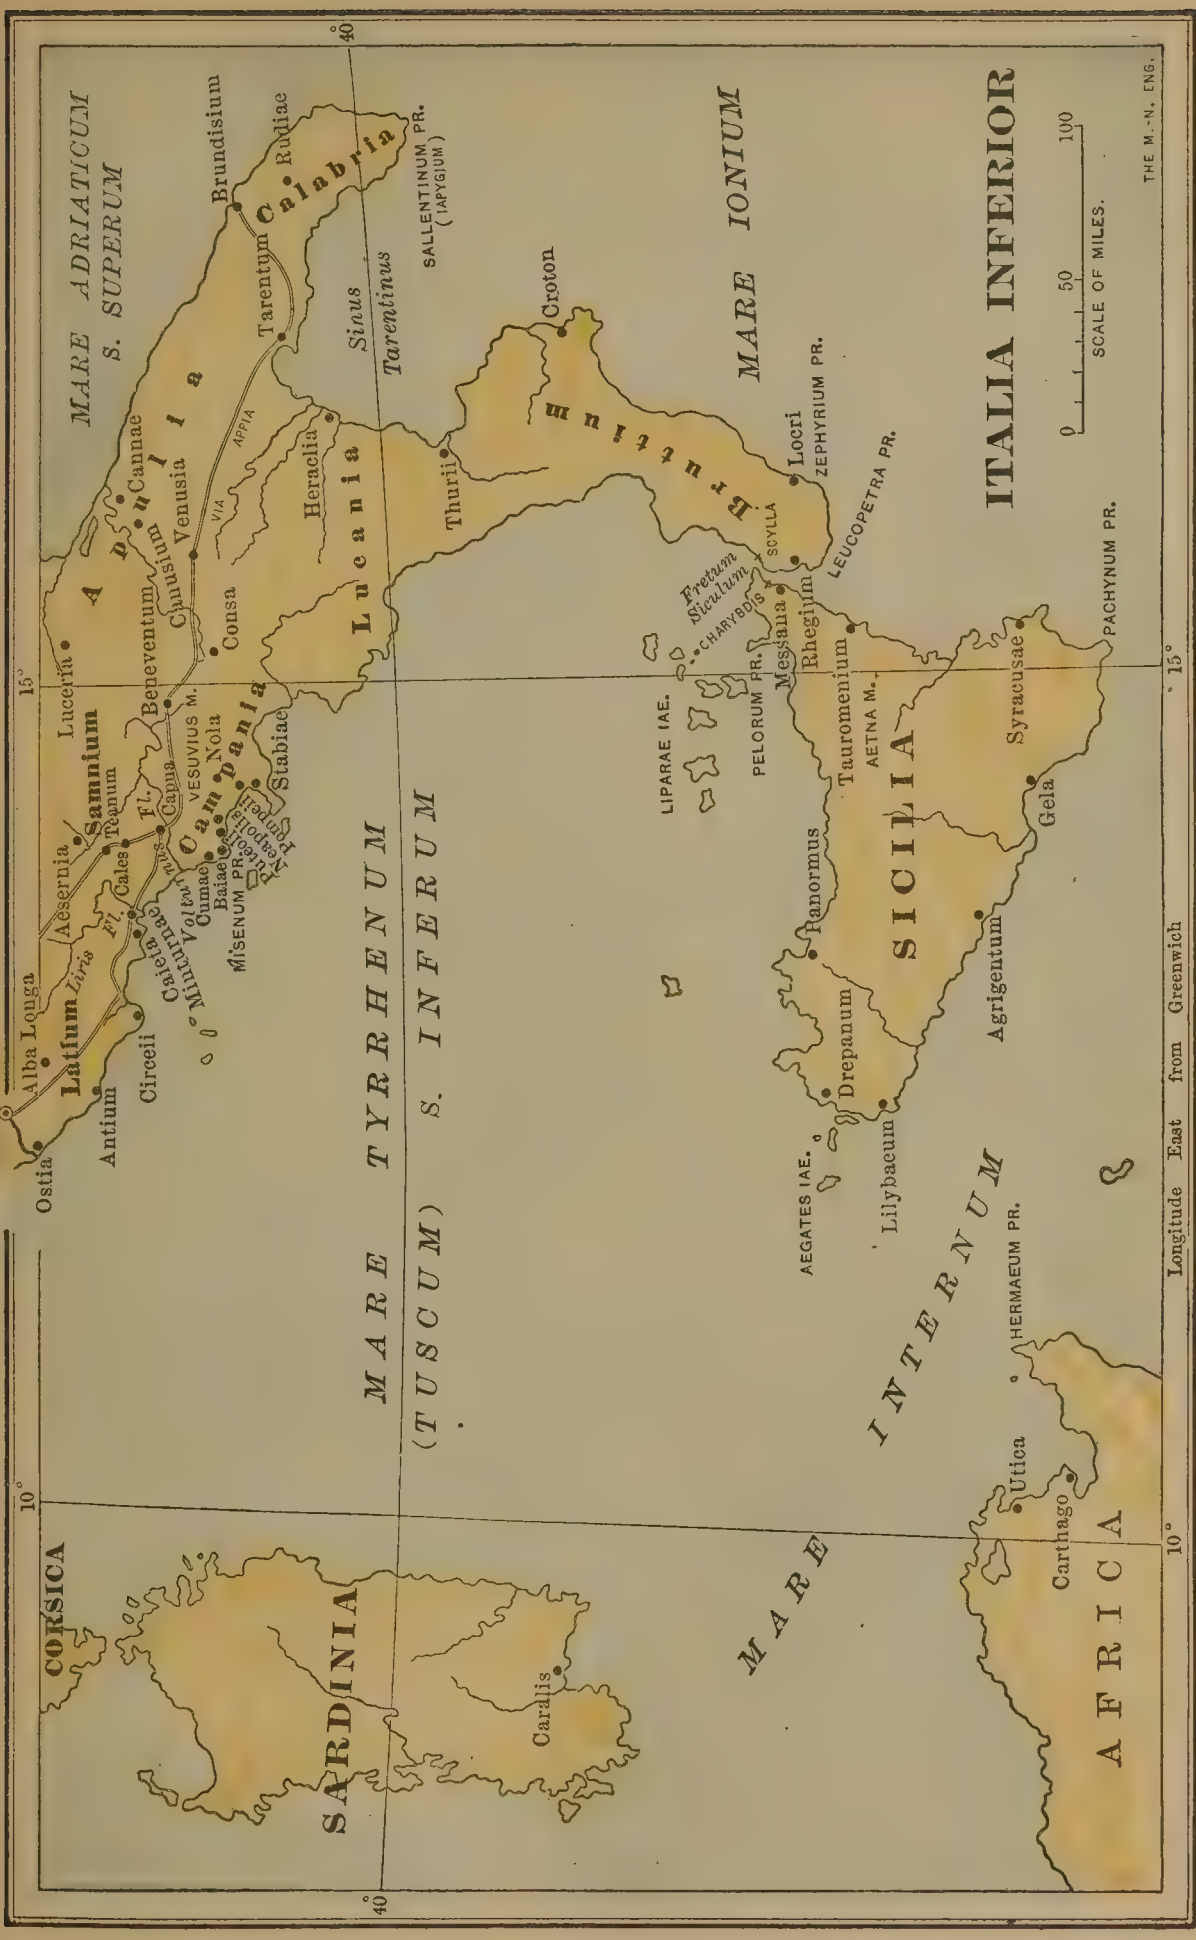 ITALIA INFERIOR
0 50 100
SCALE OF MILES.
THE M.-N. ENG.
10°
15°
40°
40°
10°
15°
Longitude East from Greenwich
CORSICA
SARDINIA
Caralis
AFRICA
Carthago
Utica
HERMAEUM PR.
MARE INTERNUM
MARE TYRRHENUM
(TUSCUM) S. INFERUM
MARE ADRIATICUM
S. SUPERUM
MARE IONIUM
Sinus
Tarentinus
Ostia
Alba Longa
Latium
Liris
Antium
Circeii
Caieta
Minturnae
Fl.
Aesernia
Samnium
Teanum
Cales
Volturnus
Fl.
Capua
Cumae
Baiae
MISENUM PR.
Puteoli
Neapolis
Pompeii
Stabiae
Campania
Nola
VESUVIUS M.
Beneventum
Luceria
Apulia
Canusium
Cannae
Venusia
Consa
VIA APPIA
Lucania
Heraclia
Tarentum
Brundisium
Rudiae
Calabria
SALLENTINUM PR.
(IAPYGIUM)
Thurii
Croton
Bruttium
Locri
ZEPHYRIUM PR.
LEUCOPETRA PR.
SCYLLA
Rhegium
Fretum
Siculum
CHARYBDIS
Messana
PELORUM PR.
LIPARAE IAE.
Tauromenium
AETNA M.
SICILIA
Panormus
Drepanum
AEGATES IAE.
Lilybaeum
Agrigentum
Gela
Syracusae
PACHYNUM PR.